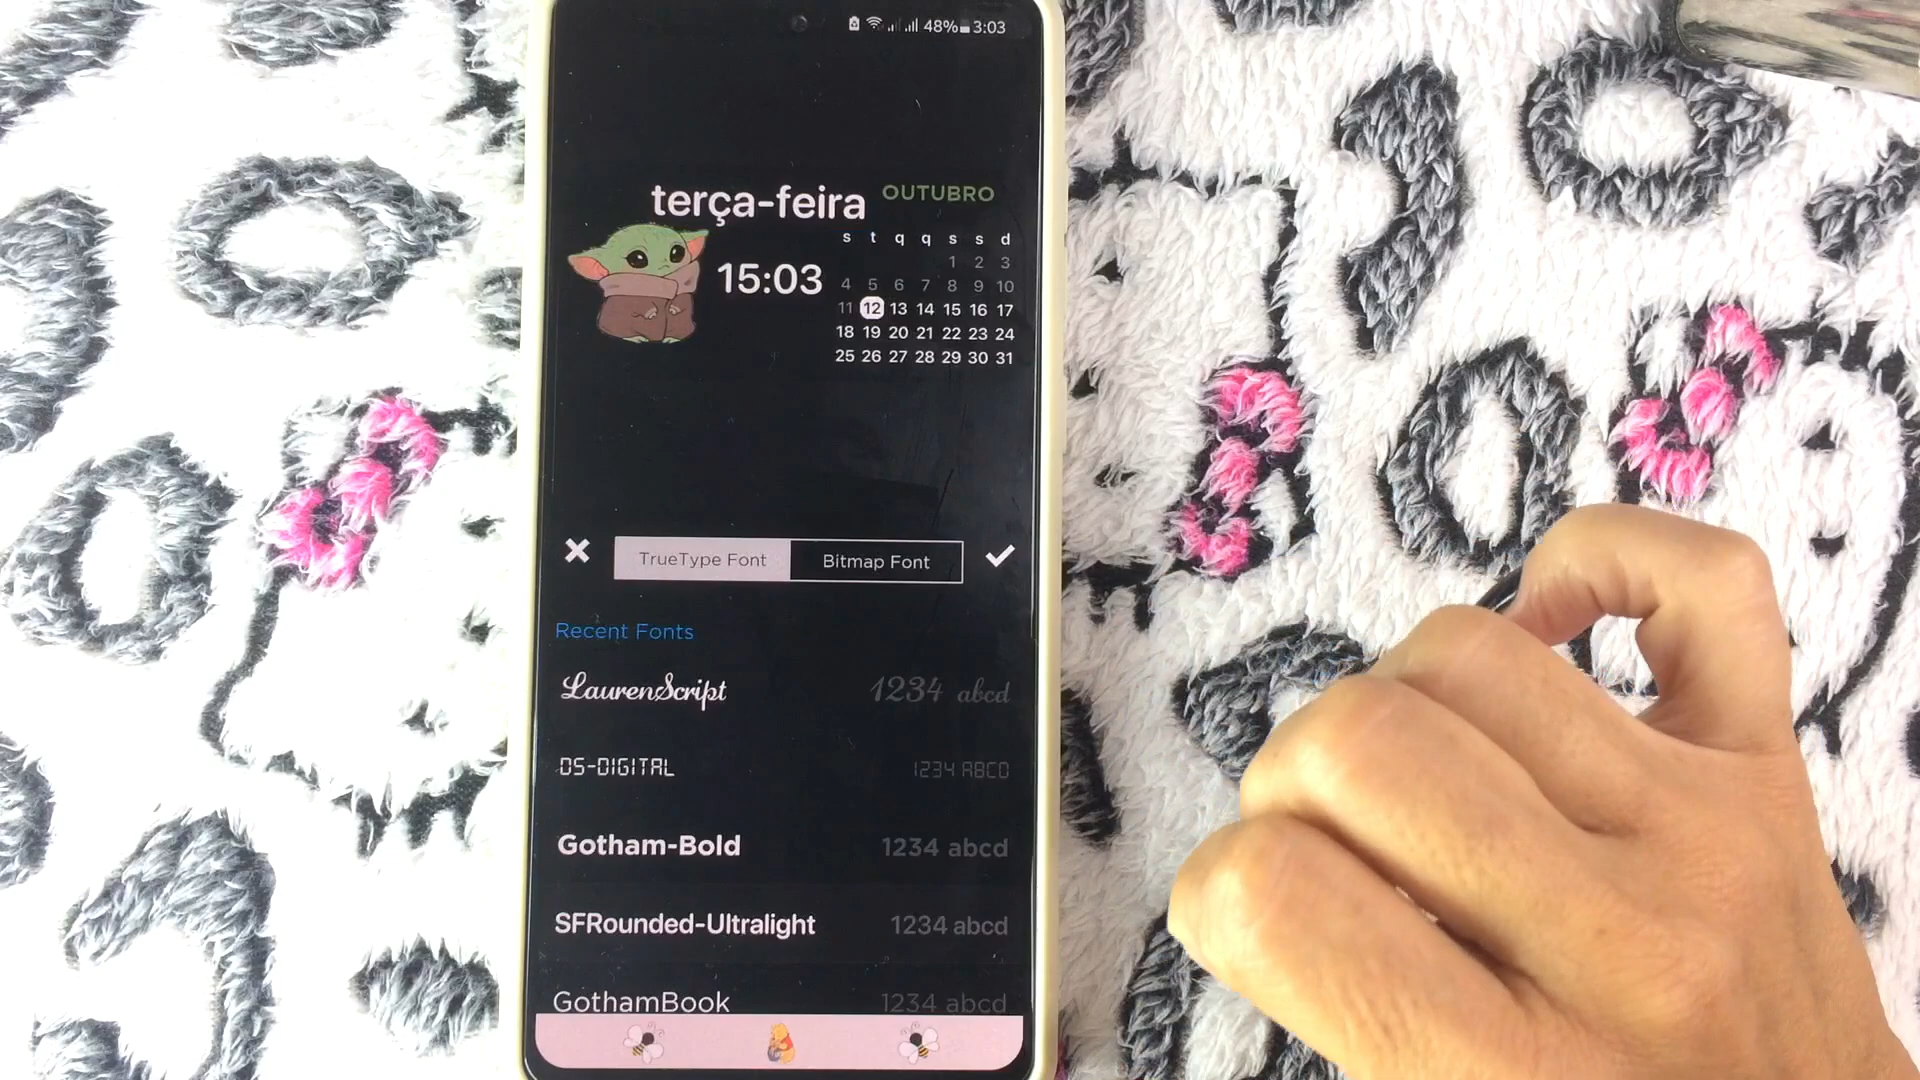 48% 3:03
terça-feira OUTUBRO
s t q q s s d
1 2 3
15:03
4 5 6 7 8 9 10
11 12 13 14 15 16 17
18 19 20 21 22 23 24
25 26 27 28 29 30 31
TrueType Font Bitmap Font
Recent Fonts
LaurenScript 1234 abcd
DS-DIGITAL 1234 ABCD
Gotham-Bold 1234 abcd
SFRounded-Ultralight 1234 abcd
GothamBook 1234 abcd